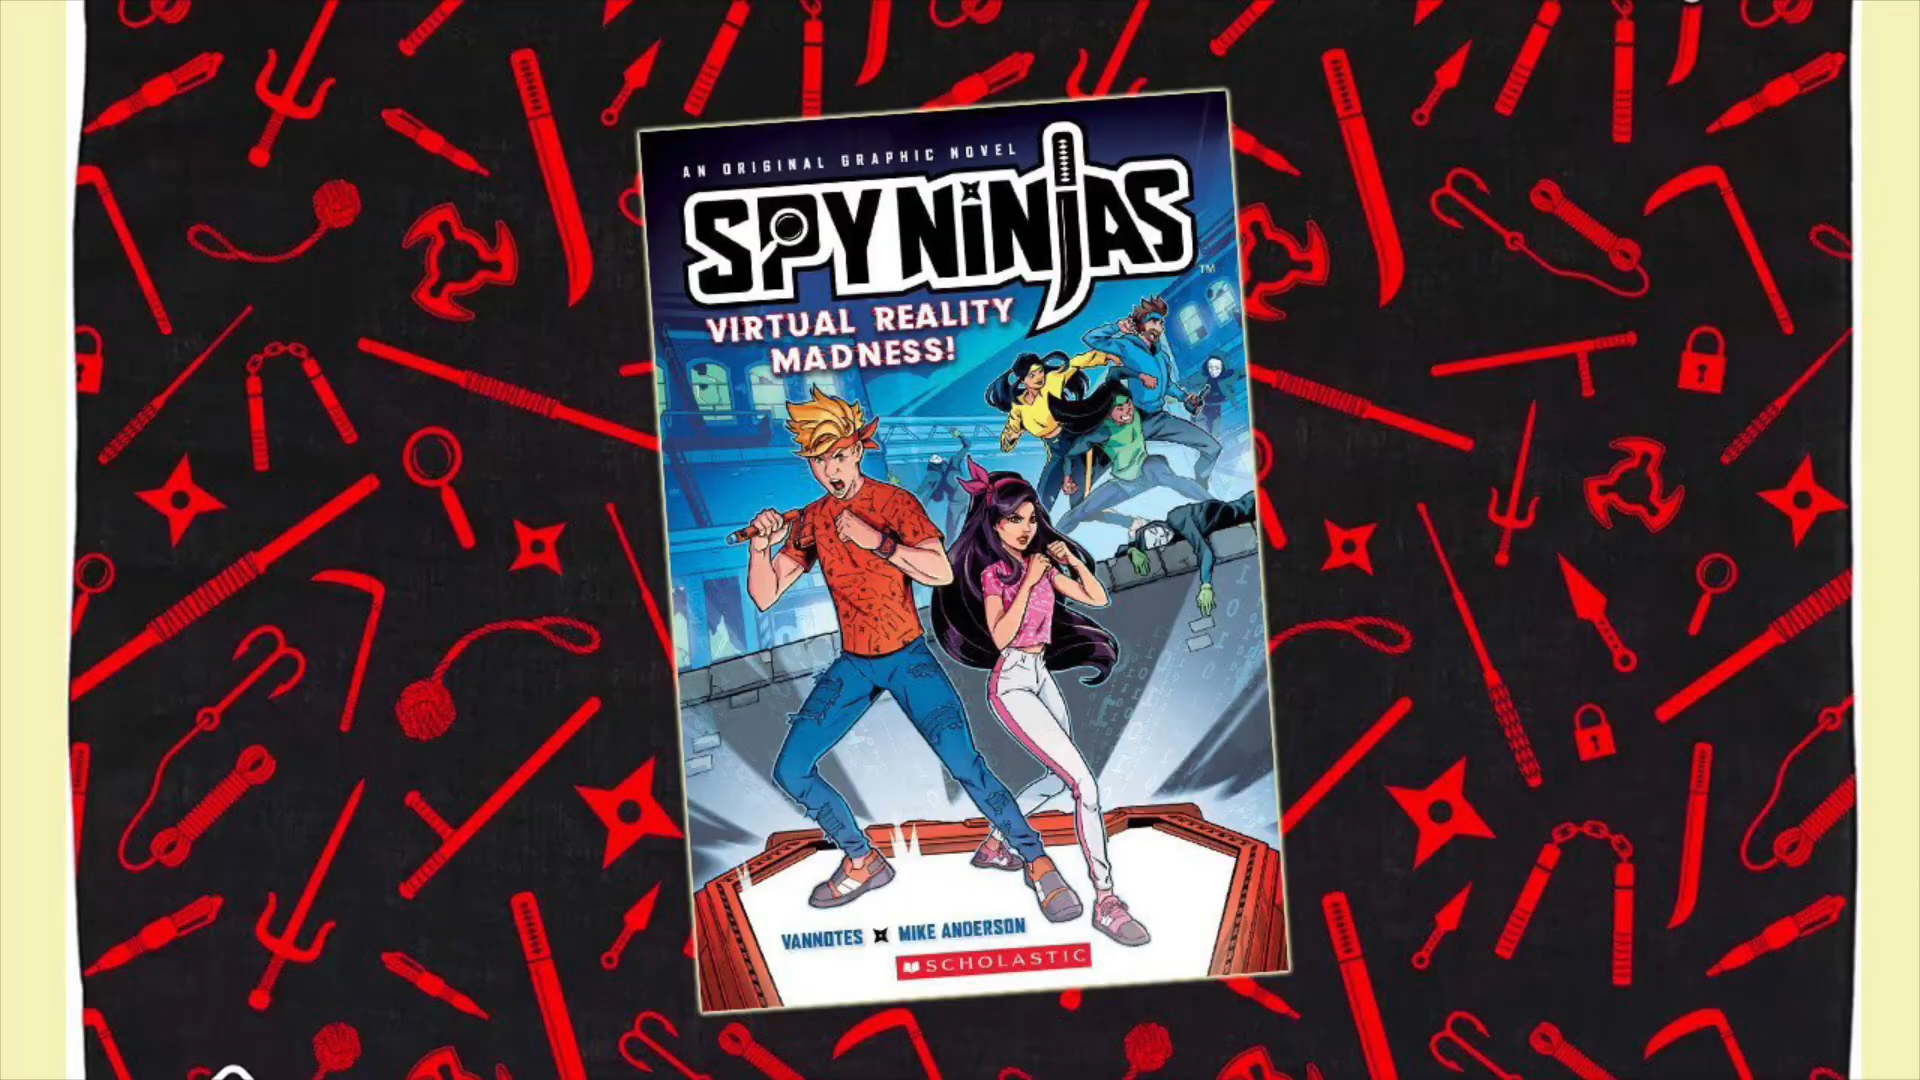 AN ORIGINAL GRAPHIC NOVEL
SPY NINJAS
TM
VIRTUAL REALITY
MADNESS!
VANNOTES MIKE ANDERSON
SCHOLASTIC